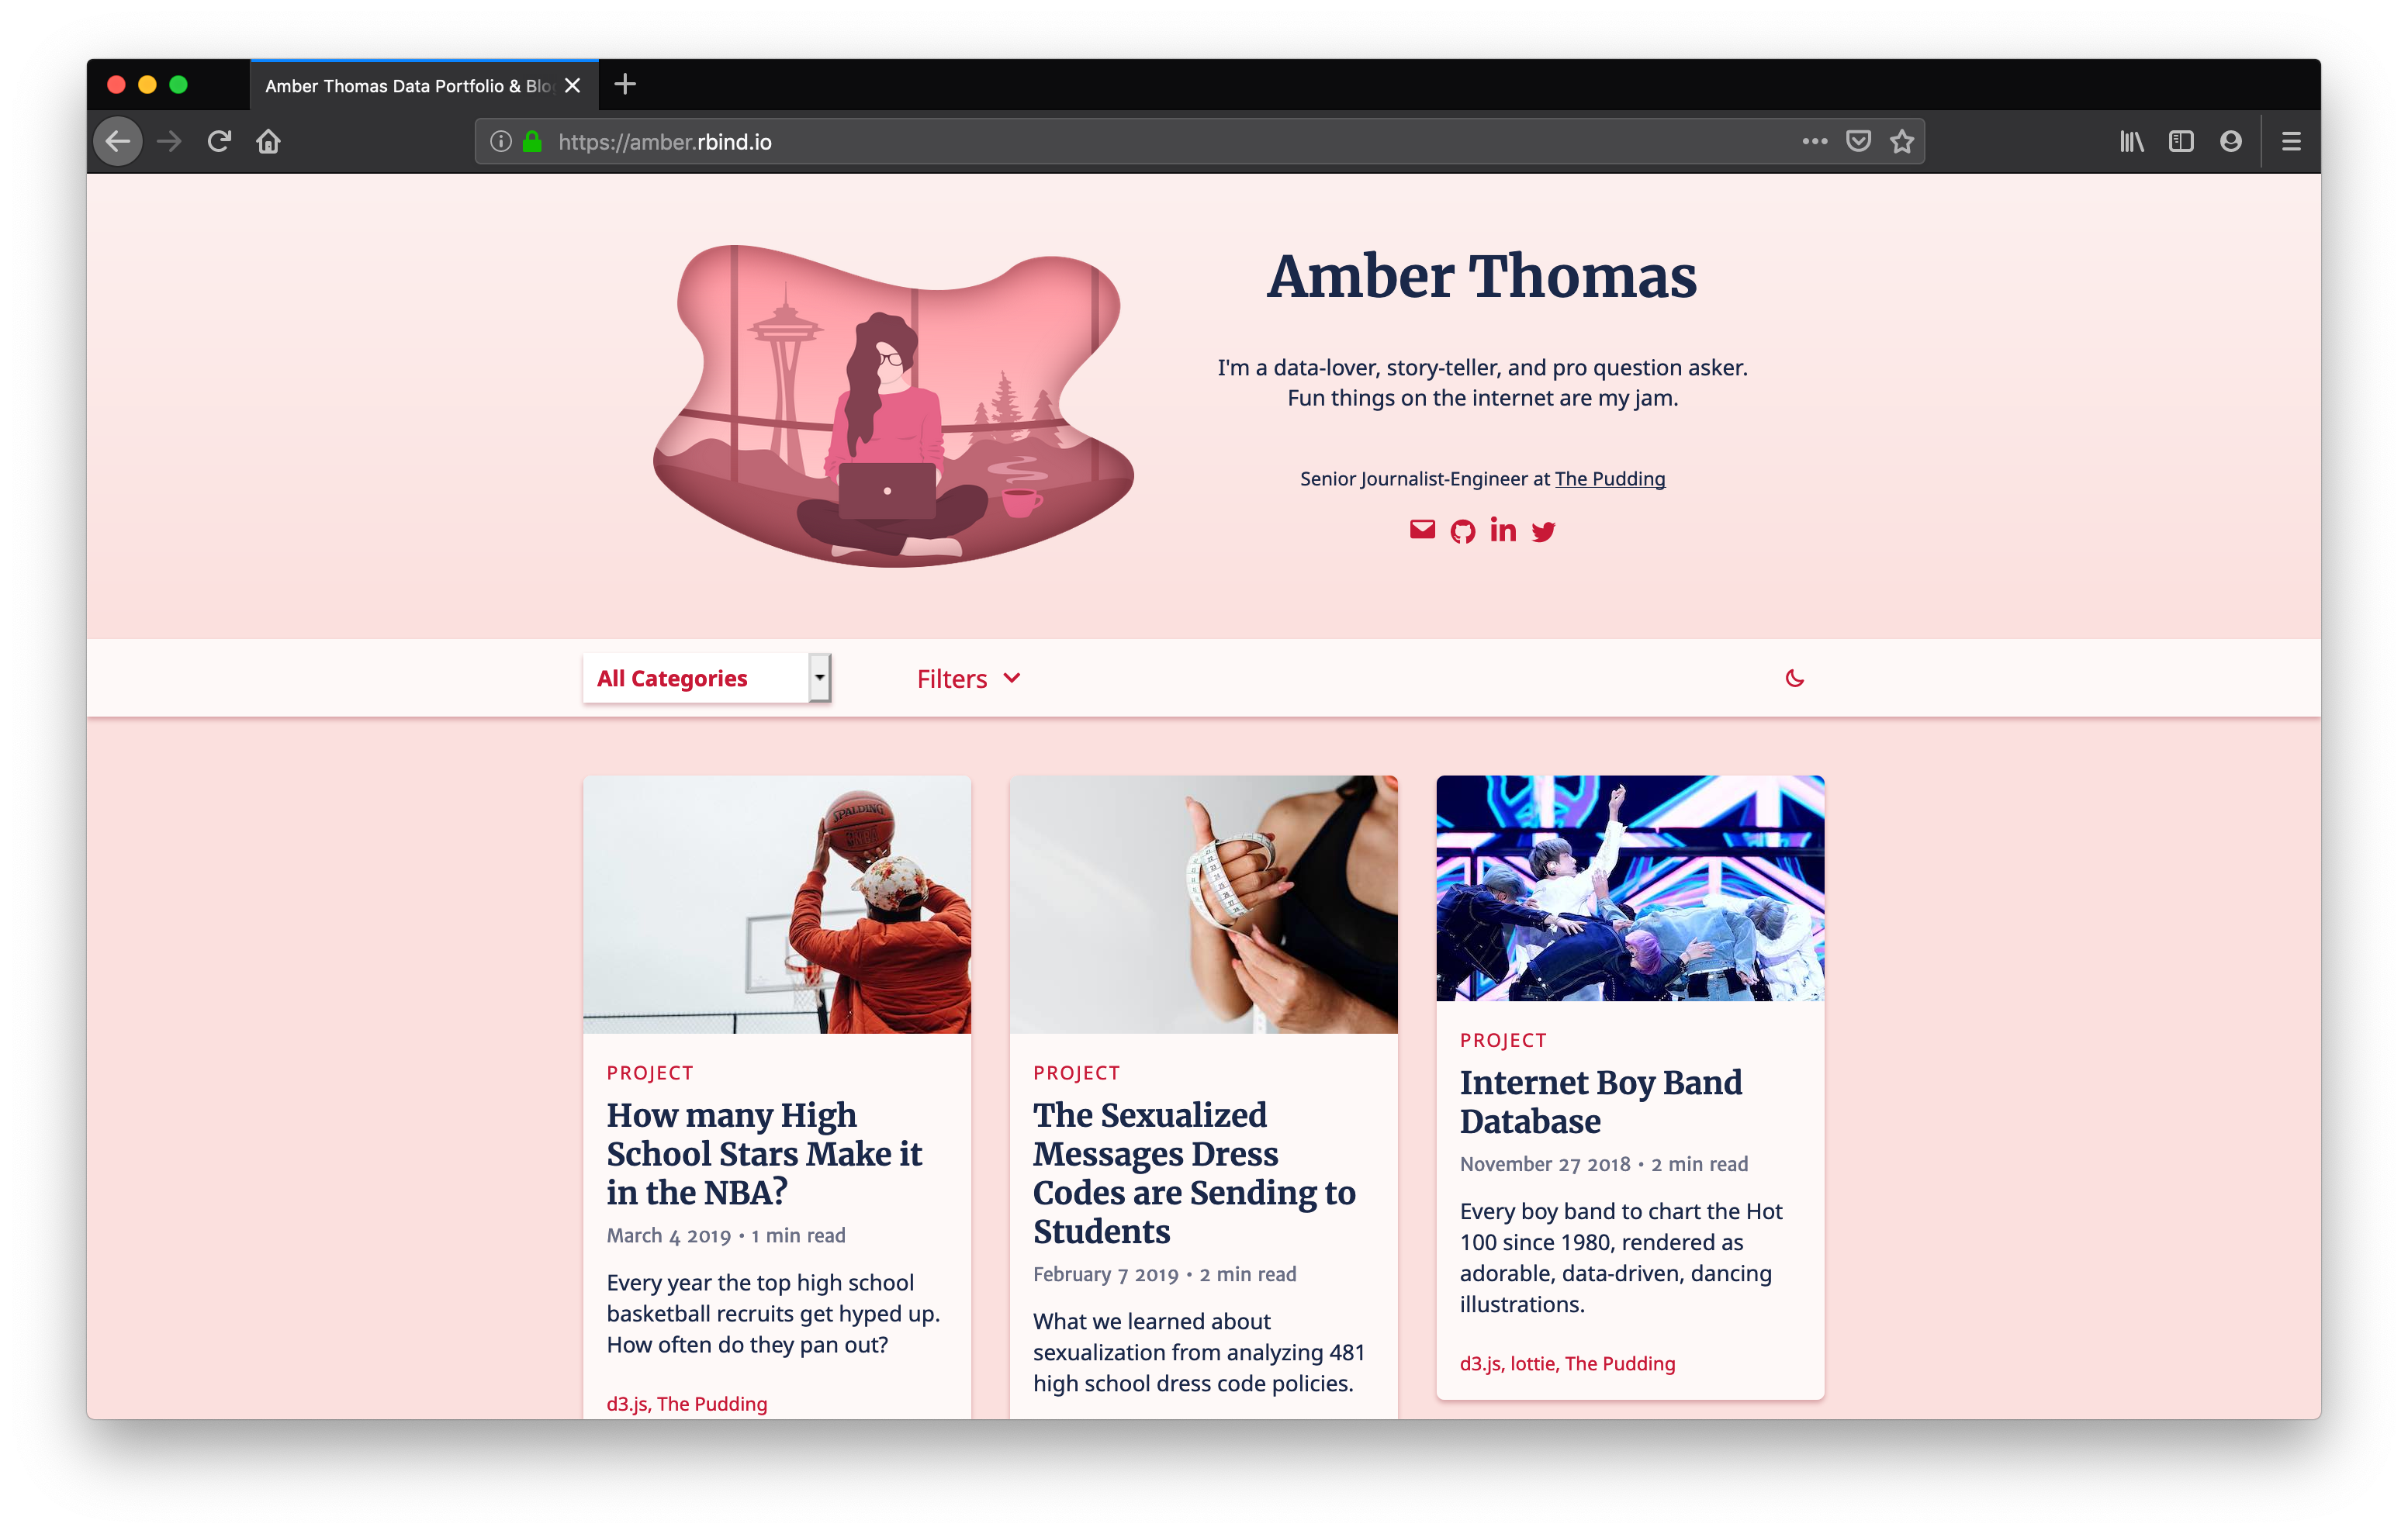 Amber Thomas Data Portfolio & Blo
https://amber.rbind.io
Amber Thomas
I'm a data-lover, story-teller, and pro question asker.
Fun things on the internet are my jam.
Senior Journalist-Engineer at The Pudding
All Categories
Filters
SPALDING
PROJECT
How many High
School Stars Make it
in the NBA?
March 4 2019 • 1 min read
Every year the top high school
basketball recruits get hyped up.
How often do they pan out?
d3.js, The Pudding
PROJECT
The Sexualized
Messages Dress
Codes are Sending to
Students
February 7 2019 • 2 min read
What we learned about
sexualization from analyzing 481
high school dress code policies.
PROJECT
Internet Boy Band
Database
November 27 2018 • 2 min read
Every boy band to chart the Hot
100 since 1980, rendered as
adorable, data-driven, dancing
illustrations.
d3.js, lottie, The Pudding